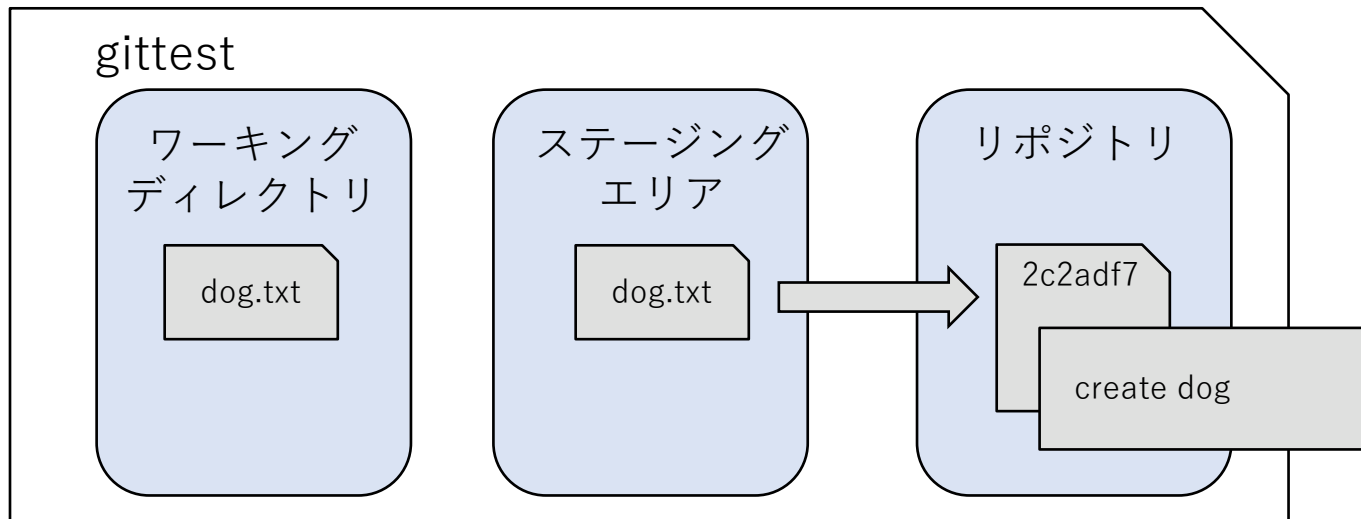 gittest
ワーキング
ディレクトリ
dog.txt
ステージング
エリア
dog.txt
リポジトリ
2c2adf7
create dog